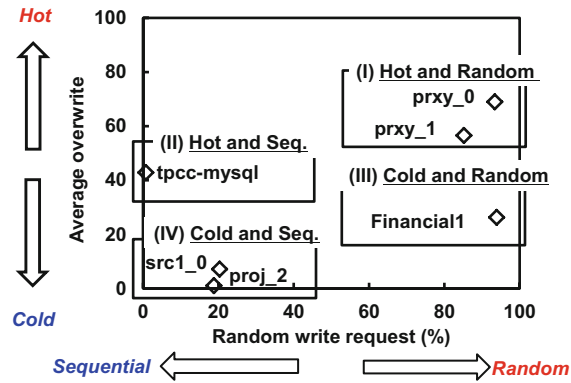 Hot
100
80
(I) Hot and Random
prxy_0
60
prxy_1
(II) Hot and Seq.
tpcc-mysql
40
(III) Cold and Random
Financial1
20
(IV) Cold and Seq.
src1_0
proj_2
0
Average overwrite
Cold
0 20 40 60 80 100
Random write request (%)
Sequential
Random